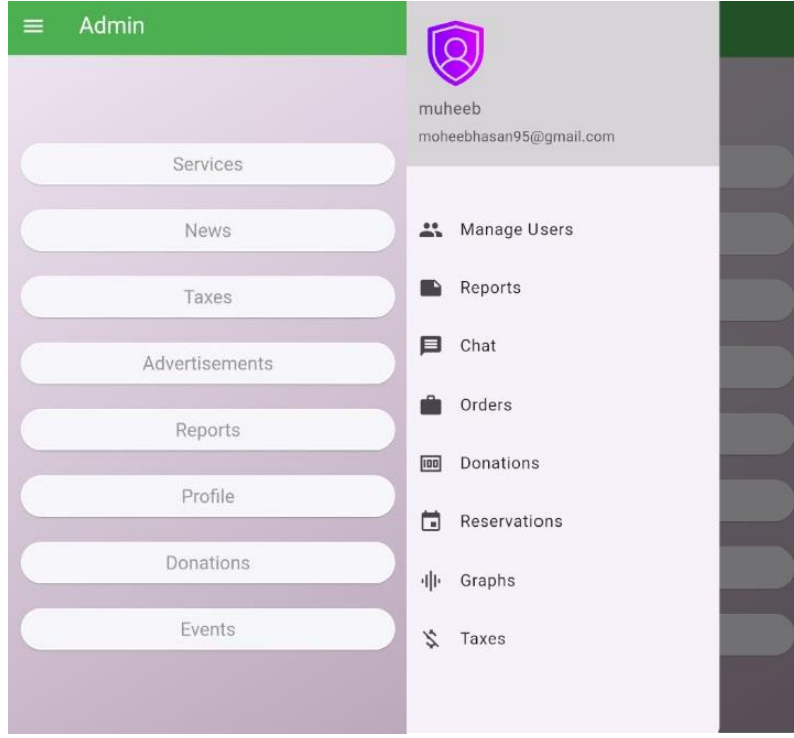 Admin
Services
News
Taxes
Advertisements
Reports
Profile
Donations
Events
muheeb
moheebhasan95@gmail.com
Manage Users
Reports
Chat
Orders
Donations
Reservations
Graphs
Taxes